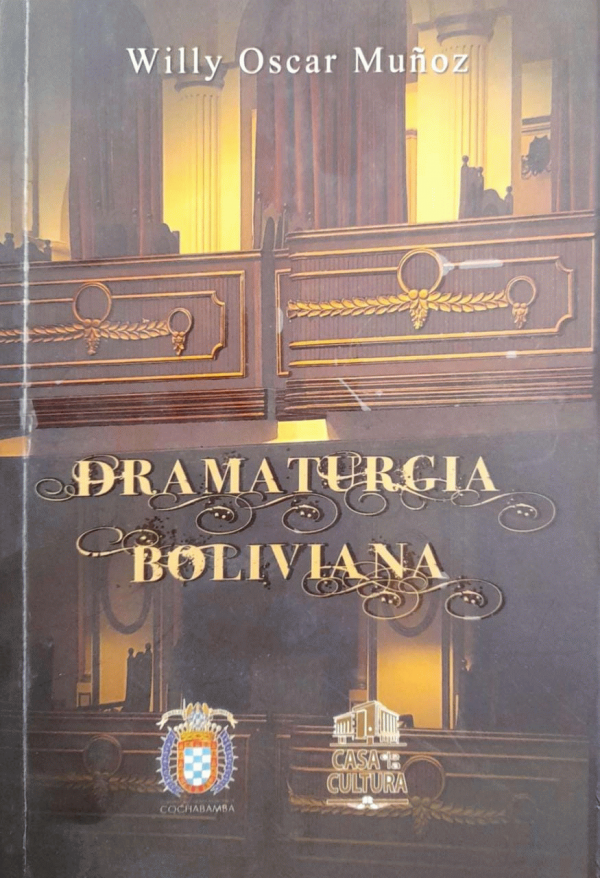 Willy Oscar Muñoz
DRAMATURGIA
BOLIVIANA
COCHABAMBA
CASA DE LA
CULTURA